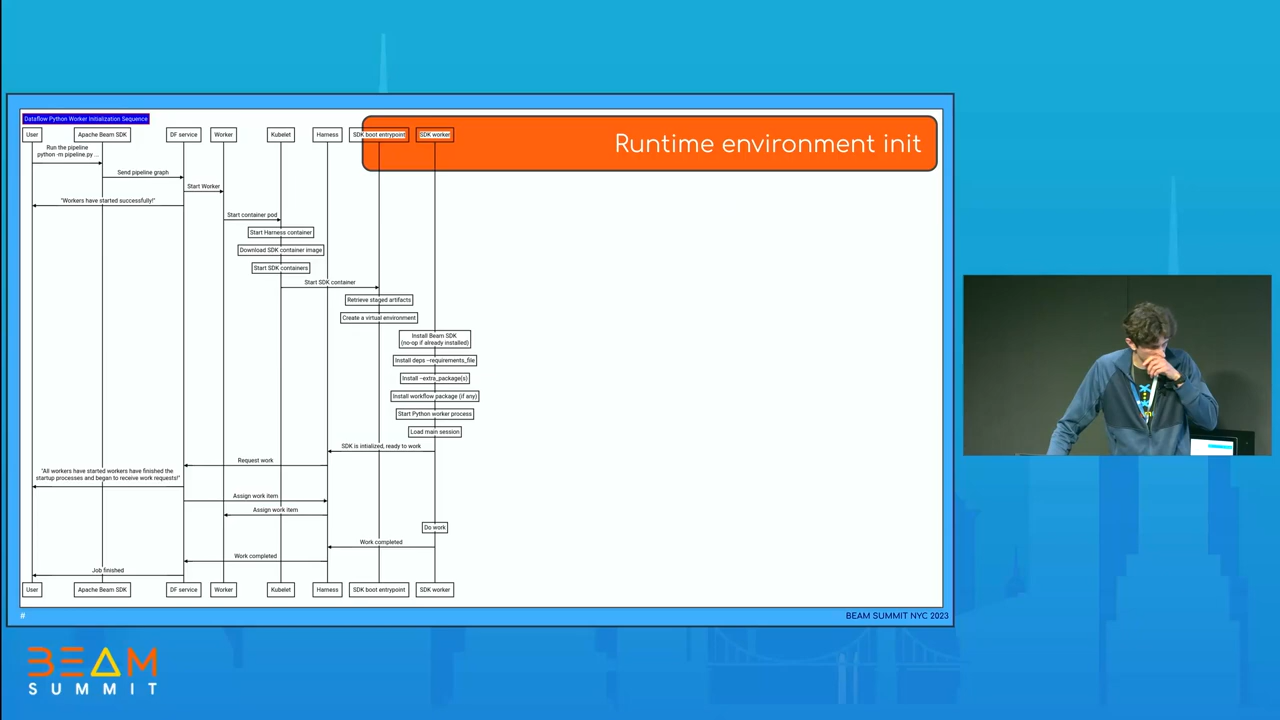 Dataflow Python Worker Initialization Sequence
Runtime environment init
User
Apache Beam SDK
DF service
Worker
Kubelet
Harness
SDK boot entrypoint
SDK worker
Run the pipeline
python -m pipeline.py ...
Send pipeline graph
Start Worker
"Workers have started successfully!"
Start container pod
Start Harness container
Download SDK container image
Start SDK containers
Start SDK container
Retrieve staged artifacts
Create a virtual environment
Install Beam SDK
(no-op if already installed)
Install deps --requirements_file
Install --extra_package(s)
Install workflow package (if any)
Start Python worker process
Load main session
SDK is intialized, ready to work
Request work
"All workers have started workers have finished the
startup processes and began to receive work requests!"
Assign work item
Assign work item
Do work
Work completed
Work completed
Job finished
User
Apache Beam SDK
DF service
Worker
Kubelet
Harness
SDK boot entrypoint
SDK worker
#
BEAM SUMMIT NYC 2023
BEAM
SUMMIT